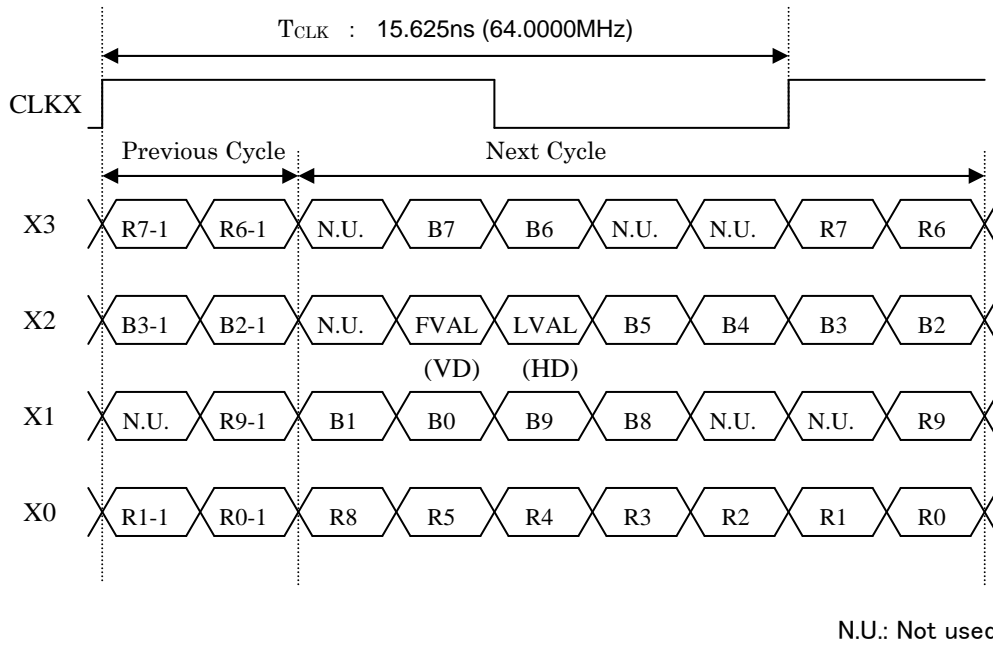 TCLK : 15.625ns (64.0000MHz)
CLKX
Previous Cycle Next Cycle
X3 R7-1 R6-1 N.U. B7 B6 N.U. N.U. R7 R6
X2 B3-1 B2-1 N.U. FVAL LVAL B5 B4 B3 B2
(VD) (HD)
X1 N.U. R9-1 B1 B0 B9 B8 N.U. N.U. R9
X0 R1-1 R0-1 R8 R5 R4 R3 R2 R1 R0
N.U.: Not used